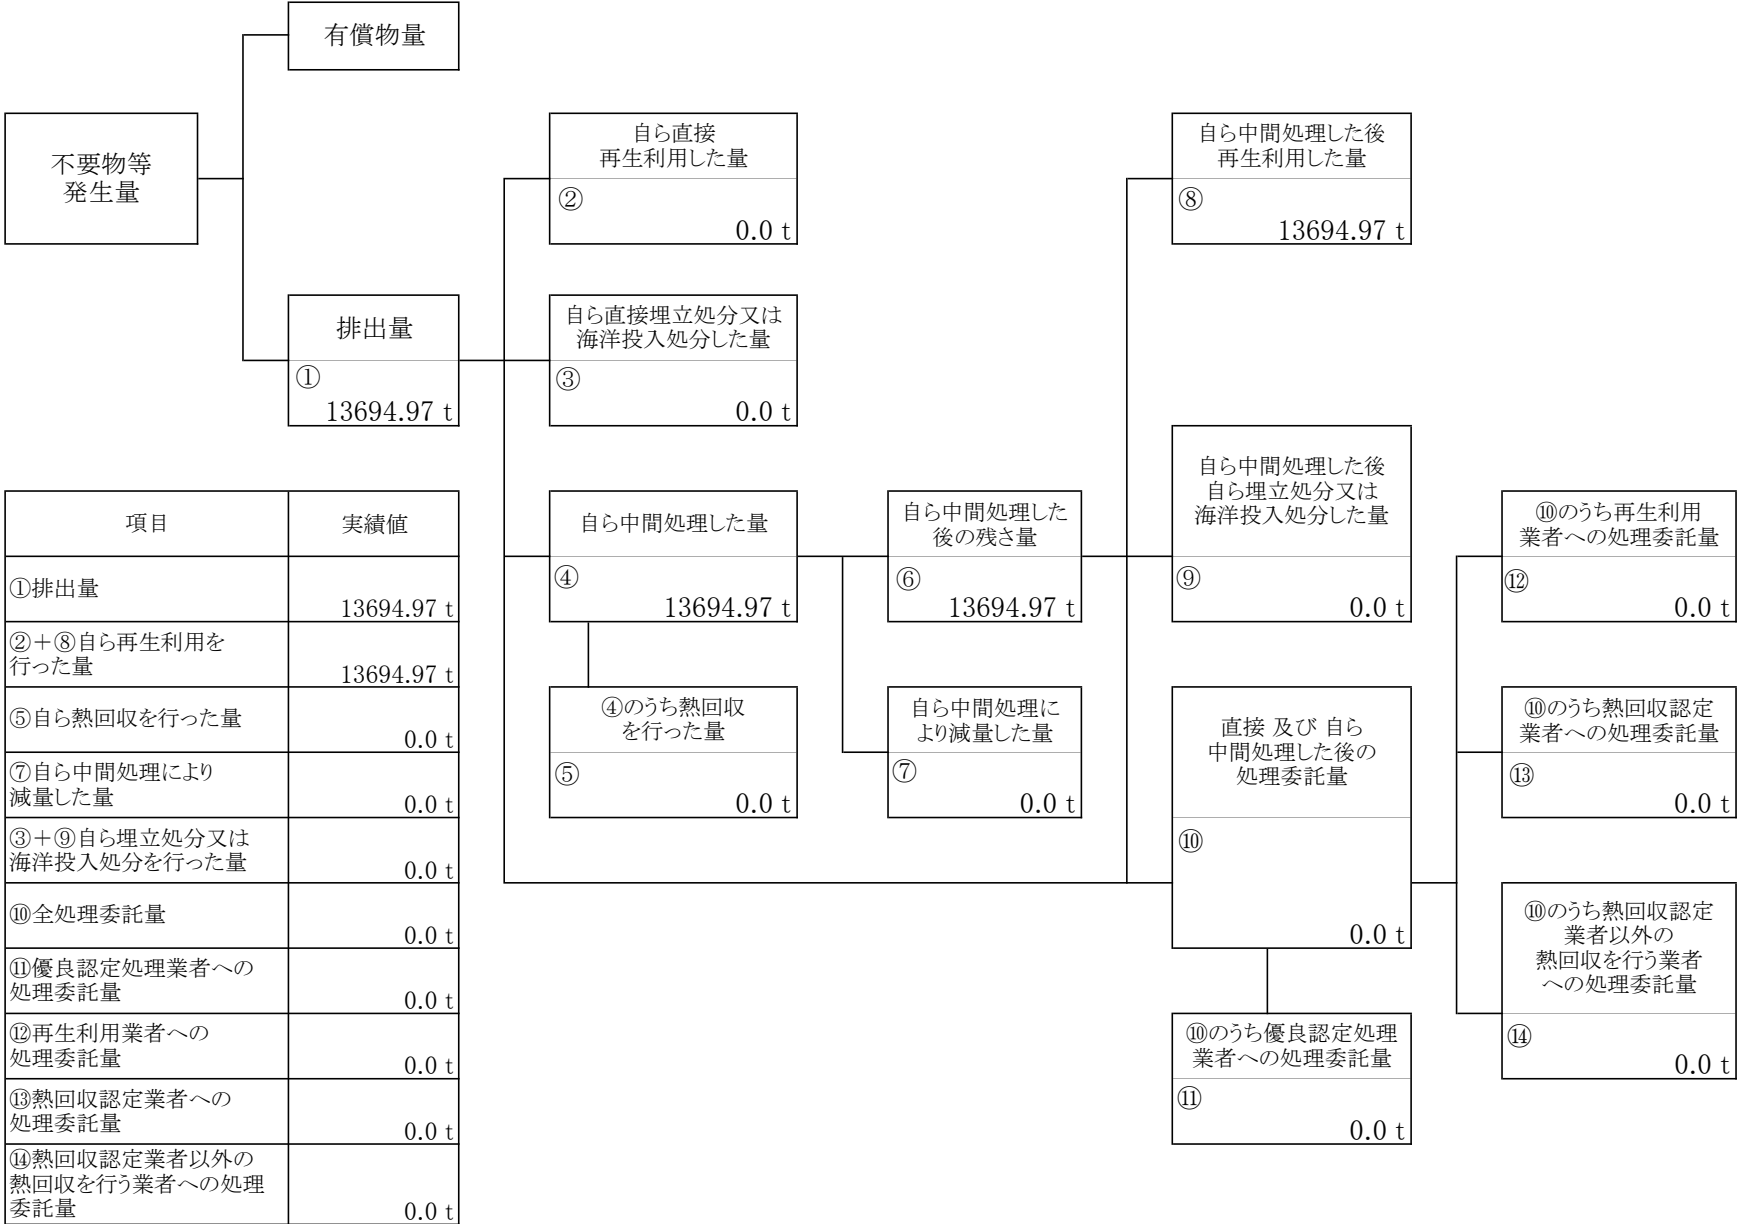 有償物量
不要物等
発生量
自ら直接
再生利用した量
②
0.0 t
自ら中間処理した後
再生利用した量
⑧
13694.97 t
排出量
①
13694.97 t
自ら直接埋立処分又は
海洋投入処分した量
③
0.0 t
自ら中間処理した量
④
13694.97 t
自ら中間処理した
後の残さ量
⑥
13694.97 t
自ら中間処理した後
自ら埋立処分又は
海洋投入処分した量
⑨
0.0 t
⑩のうち再生利用
業者への処理委託量
⑫
0.0 t
④のうち熱回収
を行った量
⑤
0.0 t
自ら中間処理に
より減量した量
⑦
0.0 t
直接 及び 自ら
中間処理した後の
処理委託量
⑩
0.0 t
⑩のうち熱回収認定
業者への処理委託量
⑬
0.0 t
⑩のうち熱回収認定
業者以外の
熱回収を行う業者
への処理委託量
⑭
0.0 t
⑩のうち優良認定処理
業者への処理委託量
⑪
0.0 t
項目 実績値
①排出量
13694.97 t
②＋⑧自ら再生利用を
行った量
13694.97 t
⑤自ら熱回収を行った量
0.0 t
⑦自ら中間処理により
減量した量
0.0 t
③＋⑨自ら埋立処分又は
海洋投入処分を行った量
0.0 t
⑩全処理委託量
0.0 t
⑪優良認定処理業者への
処理委託量
0.0 t
⑫再生利用業者への
処理委託量
0.0 t
⑬熱回収認定業者への
処理委託量
0.0 t
⑭熱回収認定業者以外の
熱回収を行う業者への処理
委託量
0.0 t